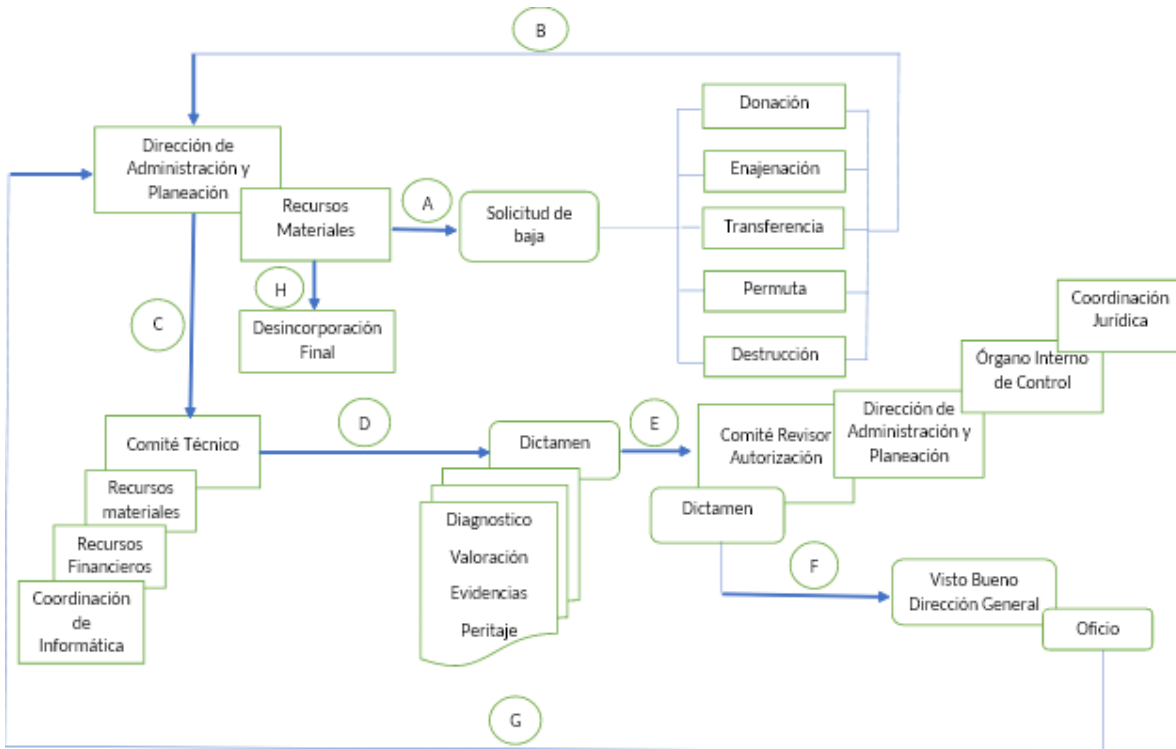 B
Donación
Dirección de
Administración y
Planeación
Enajenación
Recursos
Materiales
A
Solicitud de
baja
Transferencia
H
Permuta
Coordinación
Jurídica
C
Desincorporación
Final
Destrucción
Órgano Interno
de Control
Comité Técnico
D
Dictamen
E
Comité Revisor
Autorización
Dirección de
Administración y
Planeación
Recursos
materiales
Recursos
Financieros
Coordinación
de
Informática
Diagnostico
Valoración
Evidencias
Peritaje
Dictamen
F
Visto Bueno
Dirección General
Oficio
G